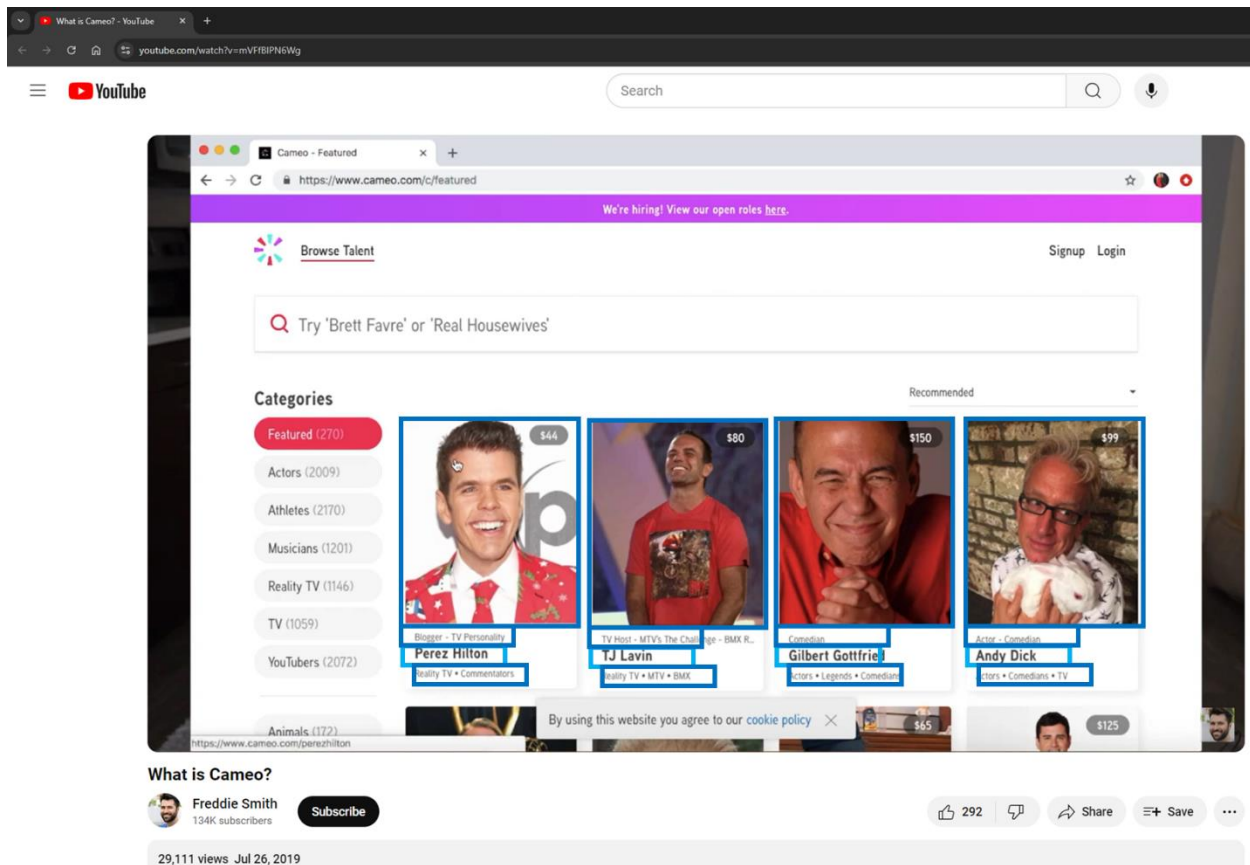 What is Cameo? - YouTube
youtube.com/watch?v=mVFfBIPN6Wg
YouTube
Search
Cameo - Featured
https://www.cameo.com/c/featured
We're hiring! View our open roles here.
Browse Talent
Signup Login
Try 'Brett Favre' or 'Real Housewives'
Categories
Recommended
Featured (270)
Actors (2009)
Athletes (2170)
Musicians (1201)
Reality TV (1146)
TV (1059)
YouTubers (2072)
Animals (172)
$44
Blogger - TV Personality
Perez Hilton
Reality TV • Commentators
$80
TV Host - MTV's The Challenge - BMX R...
TJ Lavin
Reality TV • MTV • BMX
$150
Comedian
Gilbert Gottfried
Actors • Legends • Comedians
$99
Actor - Comedian
Andy Dick
Actors • Comedians • TV
$65
$125
By using this website you agree to our cookie policy
https://www.cameo.com/perezhilton
What is Cameo?
Freddie Smith
134K subscribers
Subscribe
292
Share
Save
29,111 views Jul 26, 2019